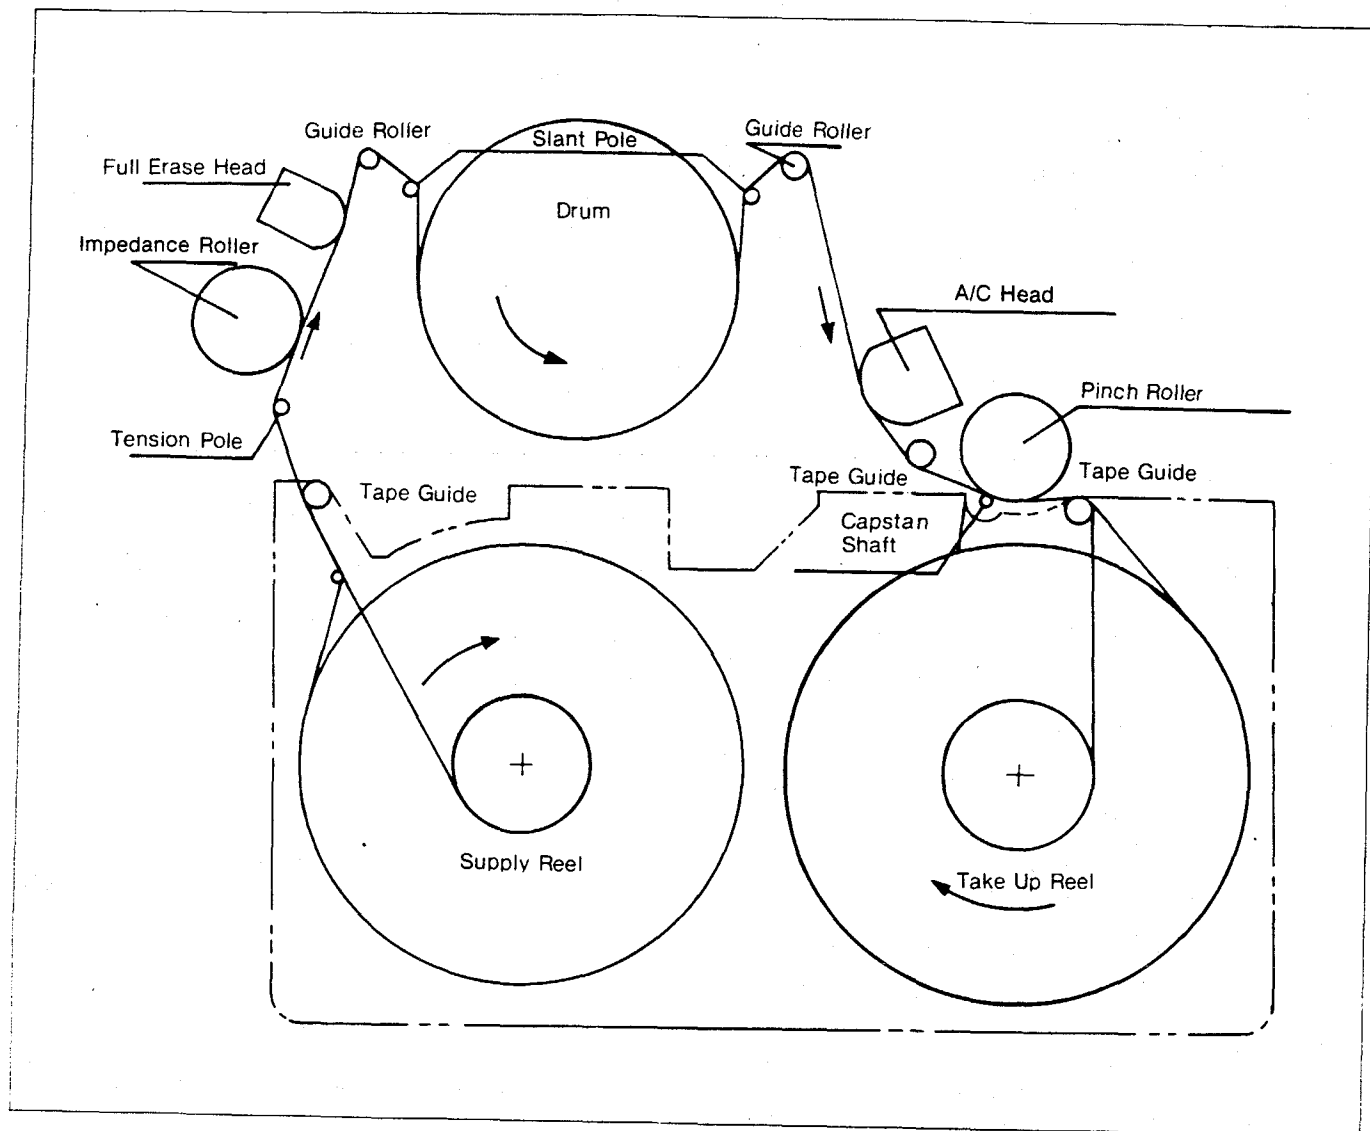 Guide Roller
Slant Pole
Guide Roller
Full Erase Head
Drum
Impedance Roller
A/C Head
Pinch Roller
Tension Pole
Tape Guide
Tape Guide
Tape Guide
Capstan
Shaft
Supply Reel
Take Up Reel